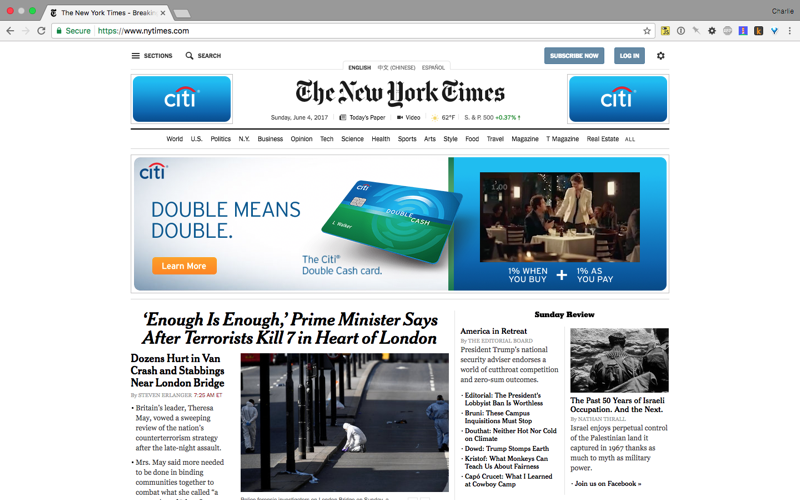 The New York Times - Breakin
Charlie
Secure https://www.nytimes.com
SECTIONS SEARCH
SUBSCRIBE NOW LOG IN
ENGLISH 中文 (CHINESE) ESPAÑOL
citi
The New York Times
citi
Sunday, June 4, 2017 Today's Paper Video 62°F S. & P. 500 +0.37%
World U.S. Politics N.Y. Business Opinion Tech Science Health Sports Arts Style Food Travel Magazine T Magazine Real Estate ALL
citi
DOUBLE MEANS
DOUBLE.
Learn More
citi
DOUBLE CASH
L Walker
The Citi®
Double Cash card.
1.00
1% WHEN
YOU BUY
+
1% AS
YOU PAY
‘Enough Is Enough,’ Prime Minister Says
After Terrorists Kill 7 in Heart of London
Dozens Hurt in Van
Crash and Stabbings
Near London Bridge
By STEVEN ERLANGER 7:25 AM ET
• Britain's leader, Theresa
May, vowed a sweeping
review of the nation's
counterterrorism strategy
after the late-night assault.
• Mrs. May said more needed
to be done in binding
communities together to
combat what she called “a
Sunday Review
America in Retreat
By THE EDITORIAL BOARD
President Trump's national
security adviser endorses a
world of cutthroat competition
and zero-sum outcomes.
· Editorial: The President's
Lobbyist Ban Is Worthless
· Bruni: These Campus
Inquisitions Must Stop
· Douthat: Neither Hot Nor Cold
on Climate
· Dowd: Trump Stomps Earth
· Kristof: What Monkeys Can
Teach Us About Fairness
· Capó Crucet: What I Learned
at Cowboy Camp
The Past 50 Years of Israeli
Occupation. And the Next.
By NATHAN THRALL
Israel enjoys perpetual control
of the Palestinian land it
captured in 1967 thanks as
much to myth as military
power.
· Join us on Facebook »